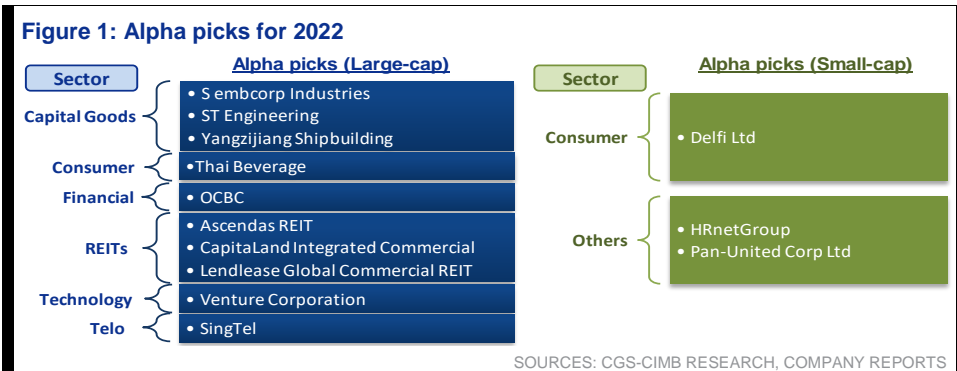 Figure 1: Alpha picks for 2022
Sector
Alpha picks (Large-cap)
Capital Goods
• S embcorp Industries
• ST Engineering
• Yangzijiang Shipbuilding
Consumer
•Thai Beverage
Financial
• OCBC
REITs
• Ascendas REIT
• CapitaLand Integrated Commercial
• Lendlease Global Commercial REIT
Technology
• Venture Corporation
Telo
• SingTel
Sector
Alpha picks (Small-cap)
Consumer
• Delfi Ltd
Others
• HRnetGroup
• Pan-United Corp Ltd
SOURCES: CGS-CIMB RESEARCH, COMPANY REPORTS